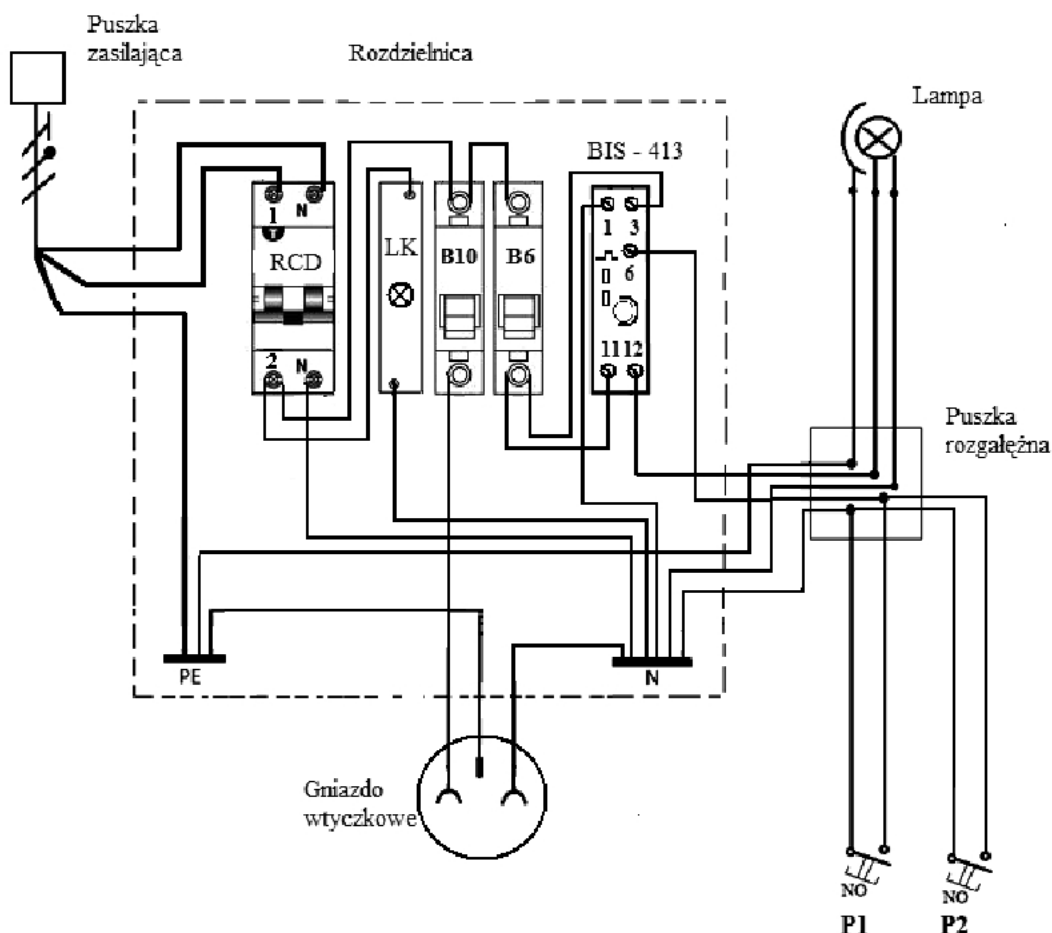 Puszka
zasilająca
Rozdzielnica
Lampa
BIS - 413
1 N
RCD
2 N
LK
B10
B6
1 3
6
11 12
Puszka
rozgałęźna
PE
N
Gniazdo
wtyczkowe
NO
P1
NO
P2